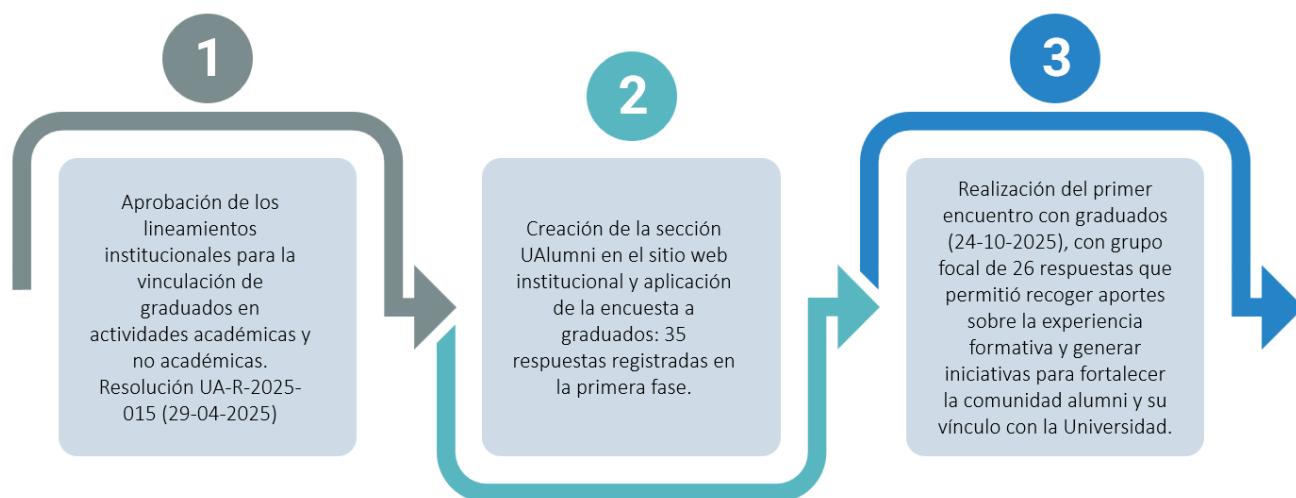 1
Aprobación de los
lineamientos
institucionales para la
vinculación de
graduados en
actividades académicas y
no académicas.
Resolución UA-R-2025-
015 (29-04-2025)
2
Creación de la sección
UAlumni en el sitio web
institucional y aplicación
de la encuesta a
graduados: 35
respuestas registradas en
la primera fase.
3
Realización del primer
encuentro con graduados
(24-10-2025), con grupo
focal de 26 respuestas que
permitió recoger aportes
sobre la experiencia
formativa y generar
iniciativas para fortalecer
la comunidad alumni y su
vínculo con la Universidad.